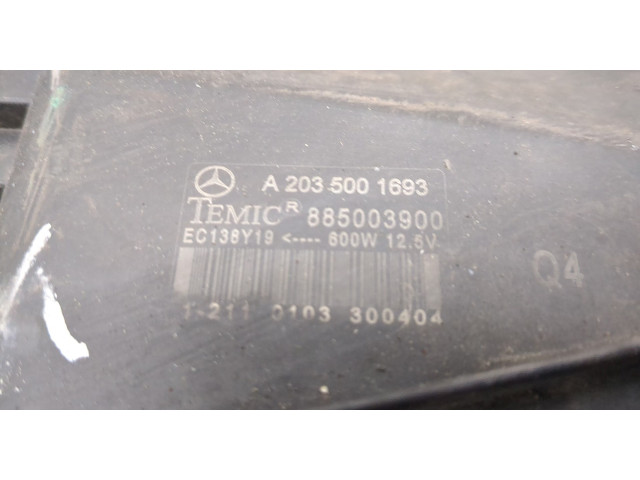 A 203 500 1693
TEMIC® 885003900
EC138Y19 <---- 600W 12.5V
1 211 0103 300404
Q4